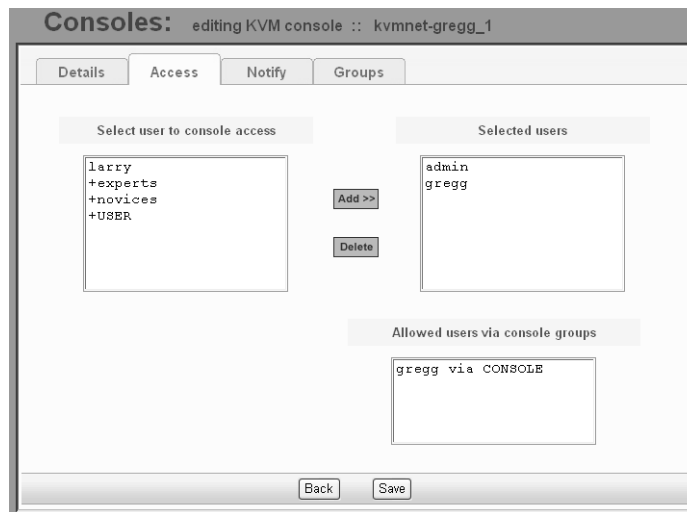 Consoles: editing KVM console :: kvmnet-gregg_1
Details Access Notify Groups
Select user to console access
larry
+experts
+novices
+USER
Add >>
Delete
Selected users
admin
gregg
Allowed users via console groups
gregg via CONSOLE
Back Save